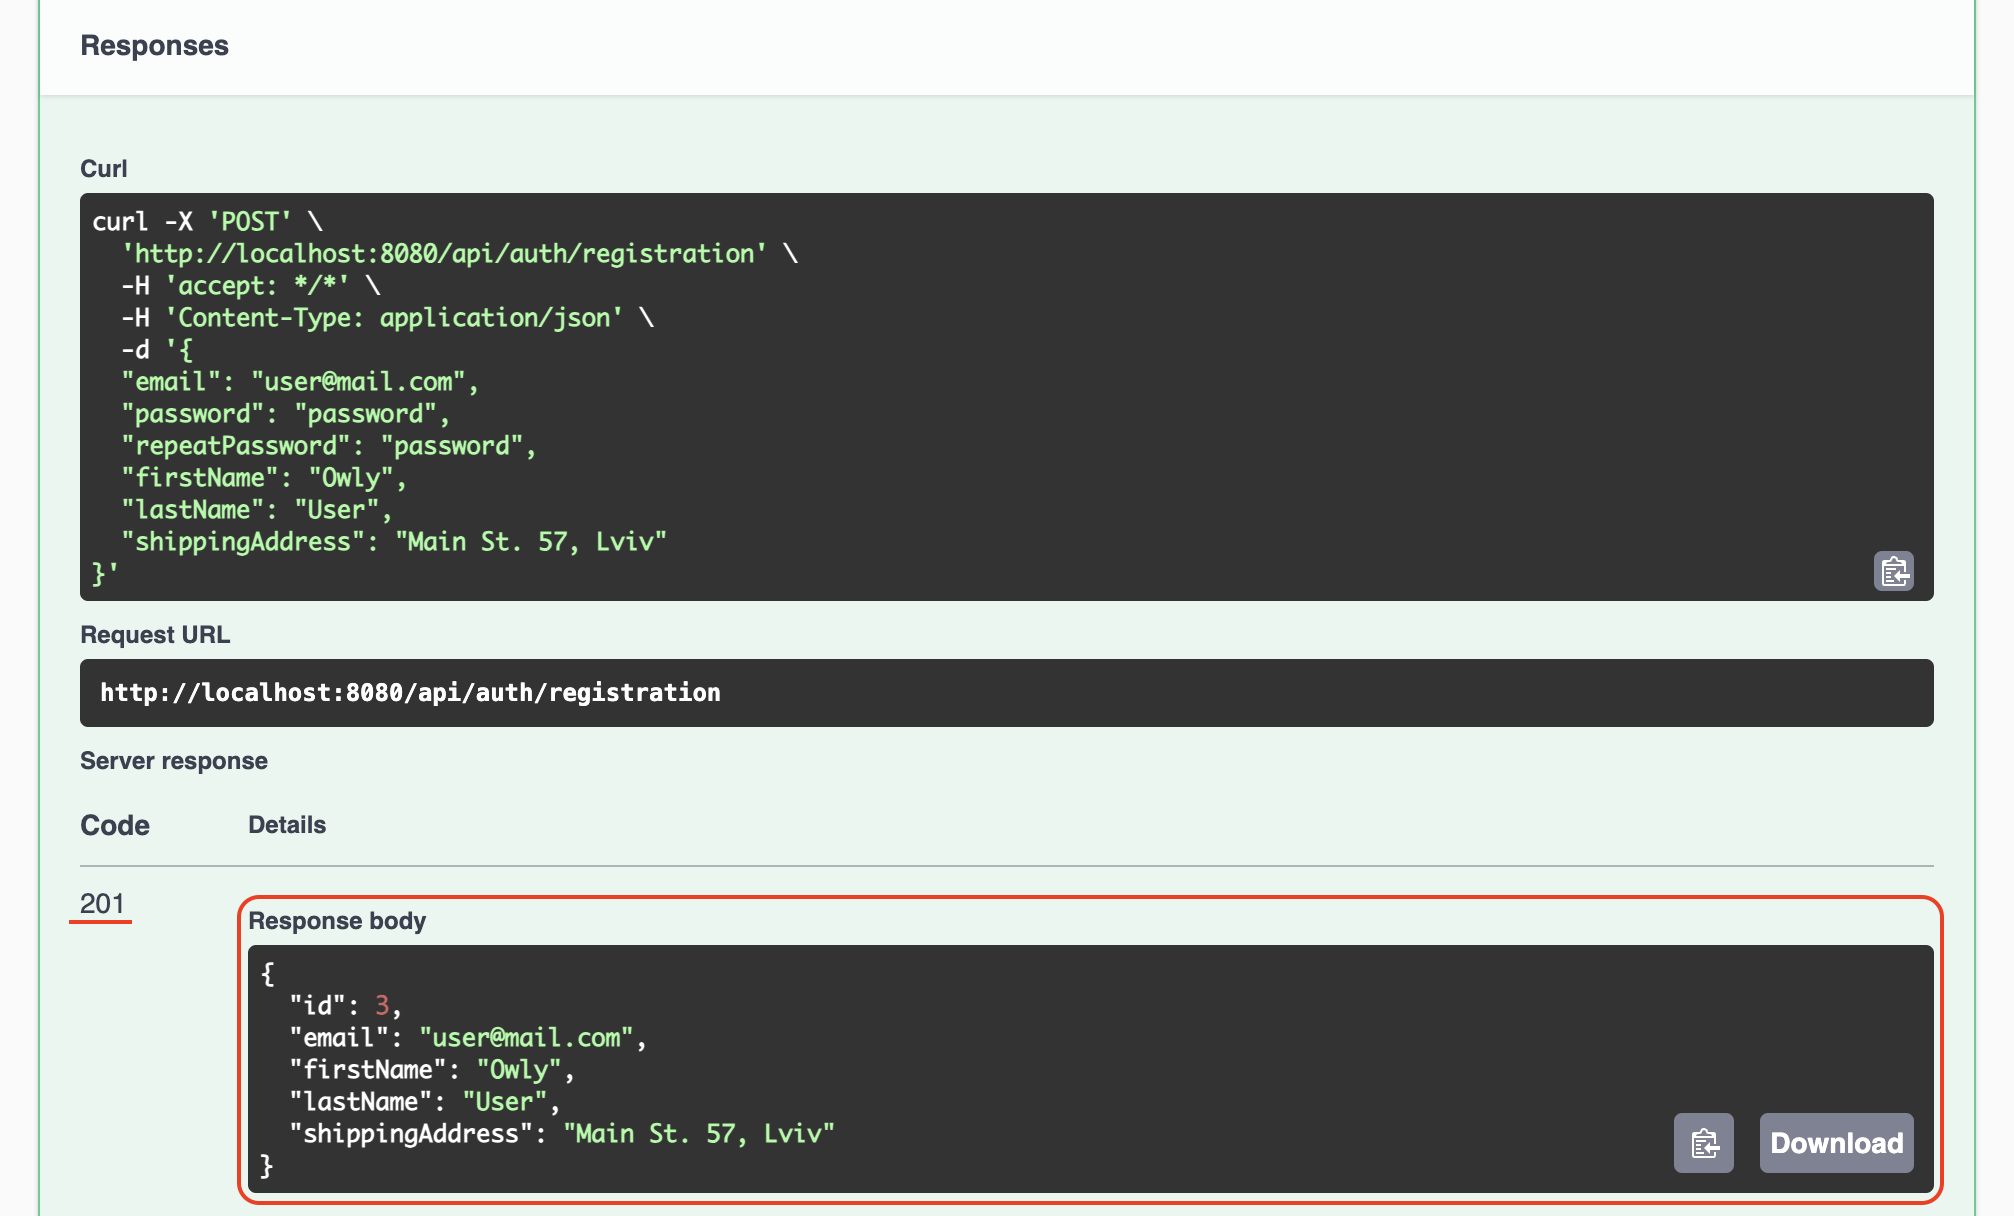 Responses
Curl
curl -X 'POST' \
  'http://localhost:8080/api/auth/registration' \
  -H 'accept: */*' \
  -H 'Content-Type: application/json' \
  -d '{
  "email": "user@mail.com",
  "password": "password",
  "repeatPassword": "password",
  "firstName": "Owly",
  "lastName": "User",
  "shippingAddress": "Main St. 57, Lviv"
}'
Request URL
http://localhost:8080/api/auth/registration
Server response
Code Details
201
Response body
{
  "id": 3,
  "email": "user@mail.com",
  "firstName": "Owly",
  "lastName": "User",
  "shippingAddress": "Main St. 57, Lviv"
}
Download